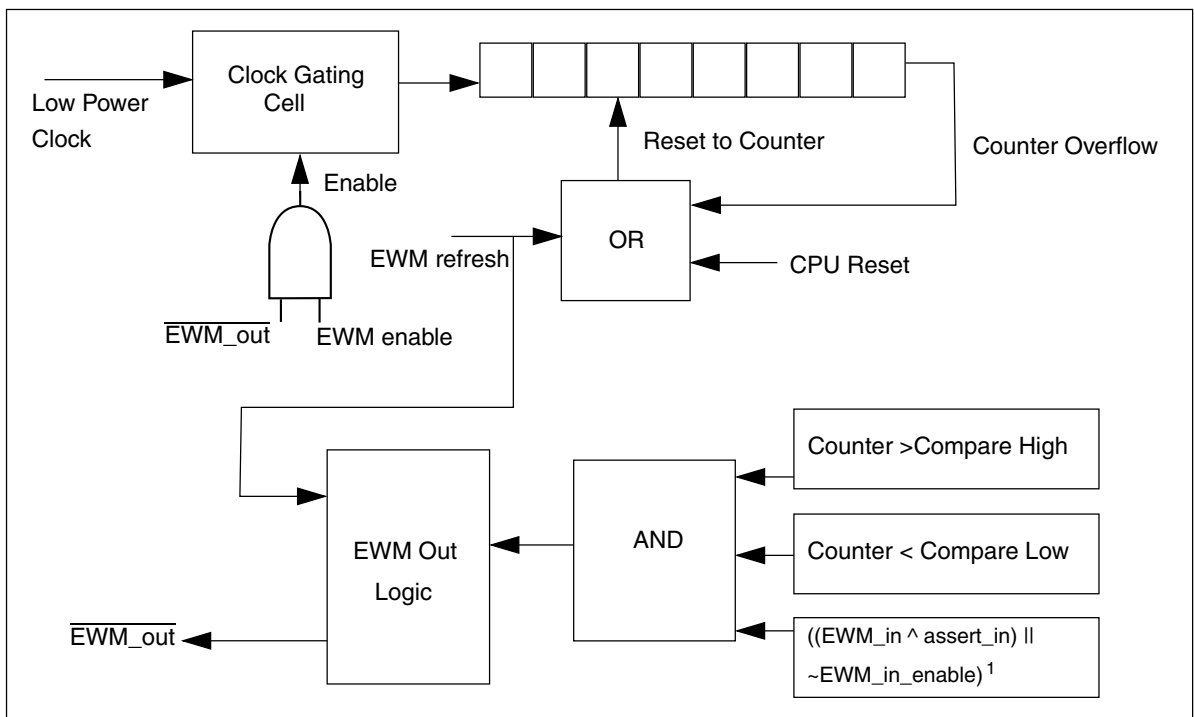 Clock Gating
Cell
Low Power
Clock
Reset to Counter
Counter Overflow
Enable
OR
EWM refresh
CPU Reset
EWM_out
EWM enable
Counter >Compare High
EWM Out
Logic
AND
Counter < Compare Low
EWM_out
((EWM_in ^ assert_in) ||
~EWM_in_enable) 1